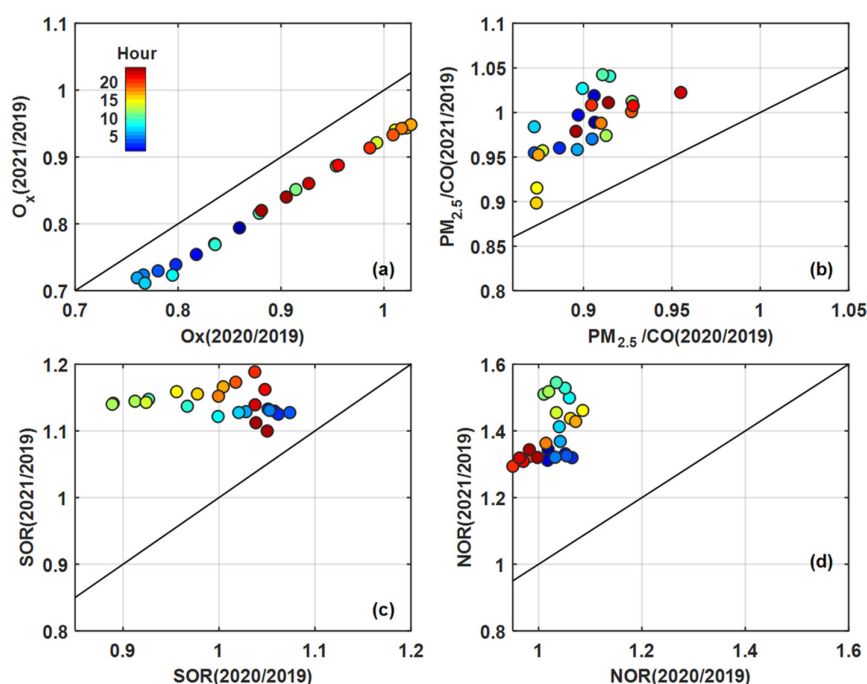 1.1
1
0.9
0.8
0.7
Oₓ(2021/2019)
Hour
20
15
10
5
(a)
0.7 0.8 0.9 1
Ox(2020/2019)
1.1
1.05
1
0.95
0.9
0.85
0.8
PM₂.₅/CO(2021/2019)
(b)
0.9 0.95 1 1.05
PM₂.₅/CO(2020/2019)
1.2
1.1
1
0.9
0.8
SOR(2021/2019)
(c)
0.9 1 1.1 1.2
SOR(2020/2019)
1.6
1.4
1.2
1
0.8
NOR(2021/2019)
(d)
1 1.2 1.4 1.6
NOR(2020/2019)